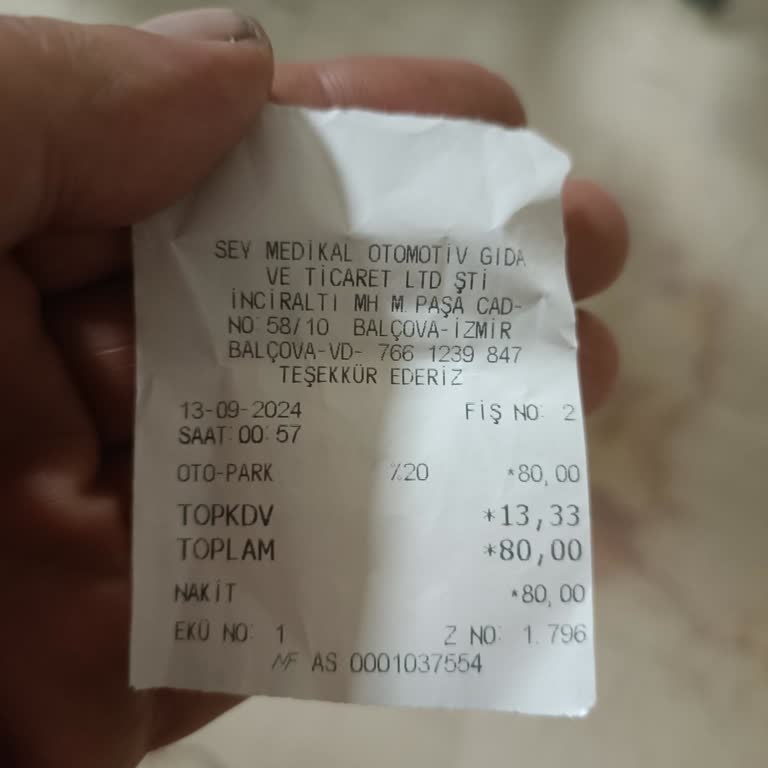 SEY MEDİKAL OTOMOTİV GIDA
VE TİCARET LTD ŞTİ
İNCİRALTI MH M.PAŞA CAD-
NO:58/10 BALÇOVA-İZMİR
BALÇOVA-VD- 766 1239 847
TEŞEKKÜR EDERİZ
13-09-2024 FİŞ NO: 2
SAAT:00:57
OTO-PARK %20 *80,00
TOPKDV *13,33
TOPLAM *80,00
NAKİT *80,00
EKÜ NO: 1 Z NO: 1.796
MF AS 0001037554